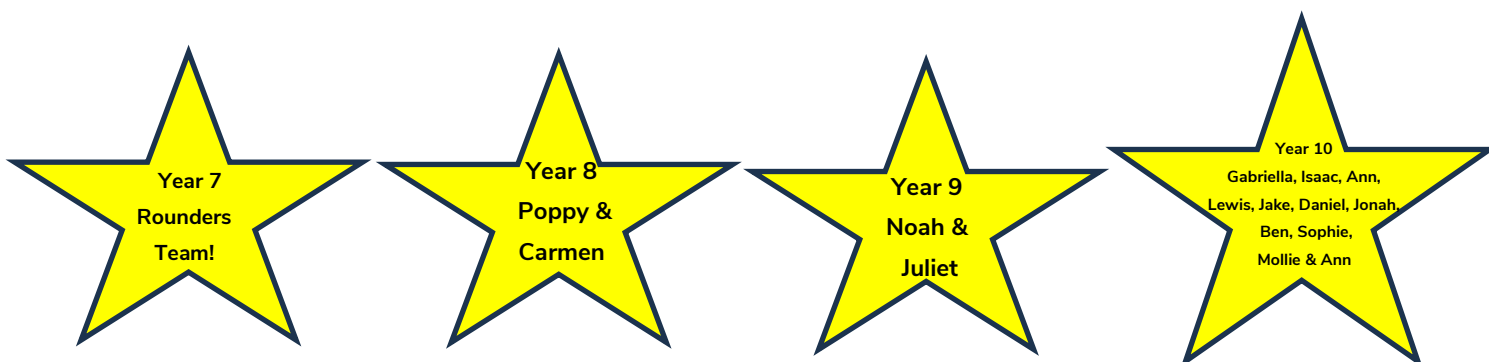 Year 7
Rounders
Team!
Year 8
Poppy &
Carmen
Year 9
Noah &
Juliet
Year 10
Gabriella, Isaac, Ann,
Lewis, Jake, Daniel, Jonah,
Ben, Sophie,
Mollie & Ann